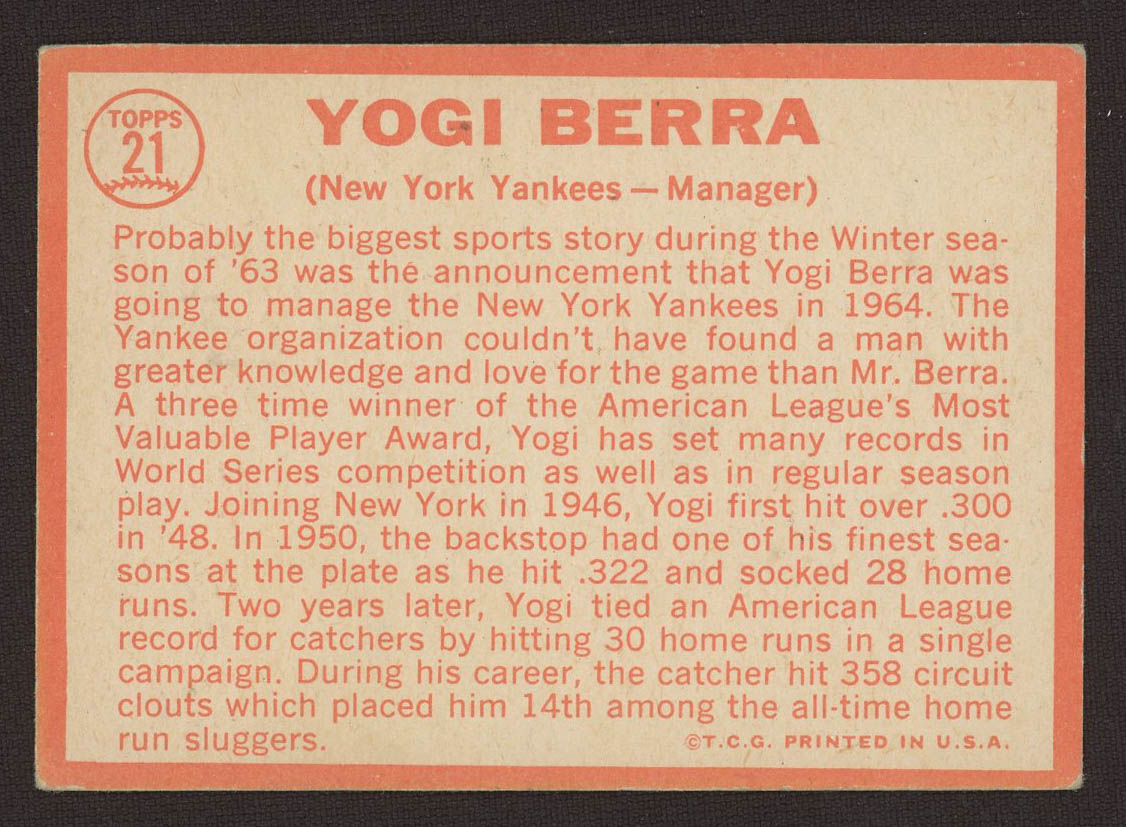 TOPPS
21
YOGI BERRA
(New York Yankees — Manager)
Probably the biggest sports story during the Winter sea-
son of '63 was the announcement that Yogi Berra was
going to manage the New York Yankees in 1964. The
Yankee organization couldn't have found a man with
greater knowledge and love for the game than Mr. Berra.
A three time winner of the American League's Most
Valuable Player Award, Yogi has set many records in
World Series competition as well as in regular season
play. Joining New York in 1946, Yogi first hit over .300
in '48. In 1950, the backstop had one of his finest sea-
sons at the plate as he hit .322 and socked 28 home
runs. Two years later, Yogi tied an American League
record for catchers by hitting 30 home runs in a single
campaign. During his career, the catcher hit 358 circuit
clouts which placed him 14th among the all-time home
run sluggers.
©T.C.G. PRINTED IN U.S.A.